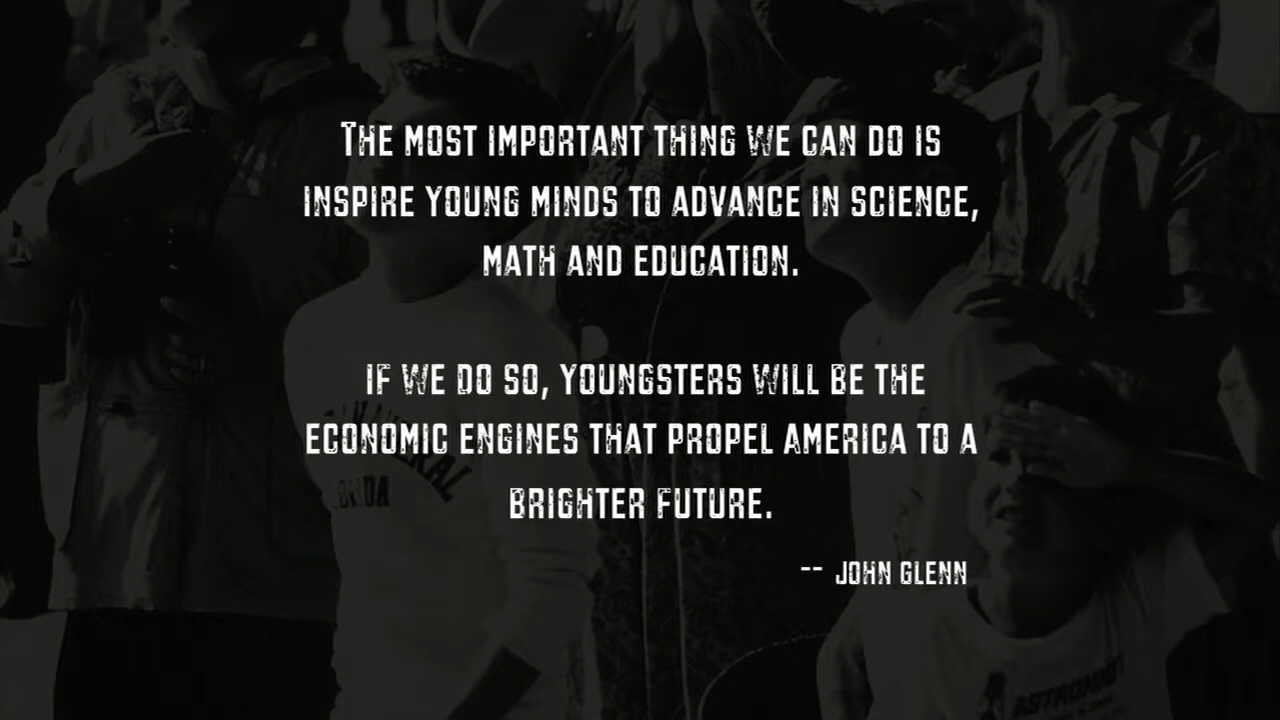 The most important thing we can do is
inspire young minds to advance in science,
math and education.
If we do so, youngsters will be the
economic engines that propel America to a
brighter future.
-- John Glenn
ASTRONAUT